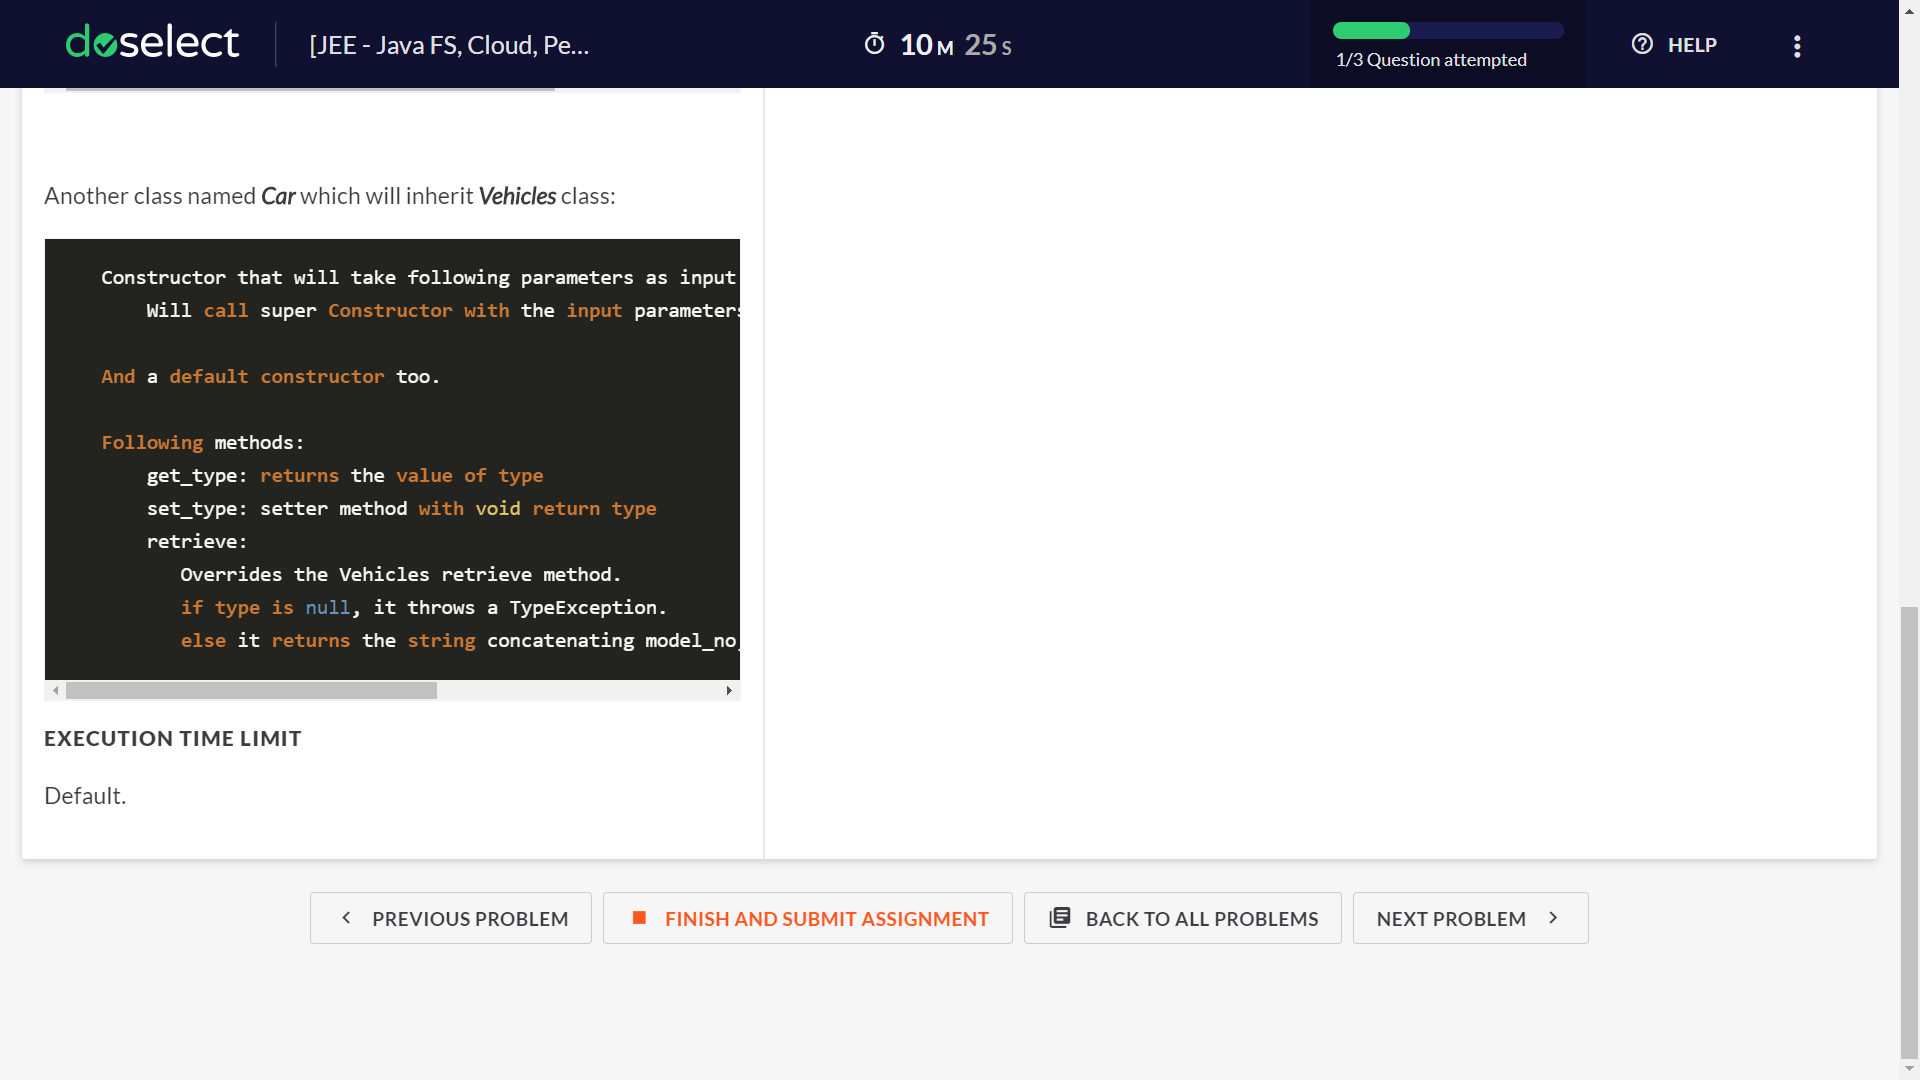 doselect
[JEE - Java FS, Cloud, Pe...
10 M 25 S
1/3 Question attempted
HELP
Another class named Car which will inherit Vehicles class:
Constructor that will take following parameters as input
Will call super Constructor with the input parameters
And a default constructor too.
Following methods:
get_type: returns the value of type
set_type: setter method with void return type
retrieve:
Overrides the Vehicles retrieve method.
if type is null, it throws a TypeException.
else it returns the string concatenating model_no
EXECUTION TIME LIMIT
Default.
PREVIOUS PROBLEM
FINISH AND SUBMIT ASSIGNMENT
BACK TO ALL PROBLEMS
NEXT PROBLEM